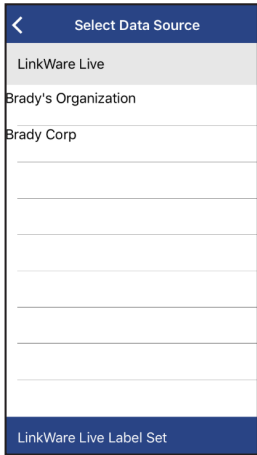 Select Data Source
LinkWare Live
Brady's Organization
Brady Corp
LinkWare Live Label Set